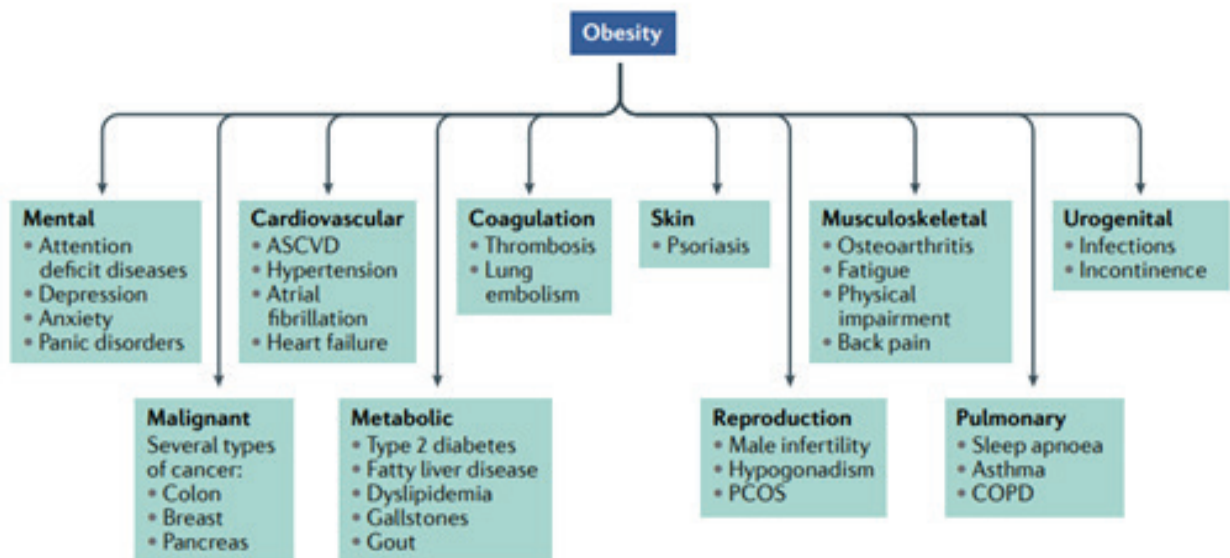 Obesity
Mental
• Attention
deficit diseases
• Depression
• Anxiety
• Panic disorders
Cardiovascular
• ASCVD
• Hypertension
• Atrial
fibrillation
• Heart failure
Coagulation
• Thrombosis
• Lung
embolism
Skin
• Psoriasis
Musculoskeletal
• Osteoarthritis
• Fatigue
• Physical
impairment
• Back pain
Urogenital
• Infections
• Incontinence
Malignant
Several types
of cancer:
• Colon
• Breast
• Pancreas
Metabolic
• Type 2 diabetes
• Fatty liver disease
• Dyslipidemia
• Gallstones
• Gout
Reproduction
• Male infertility
• Hypogonadism
• PCOS
Pulmonary
• Sleep apnoea
• Asthma
• COPD